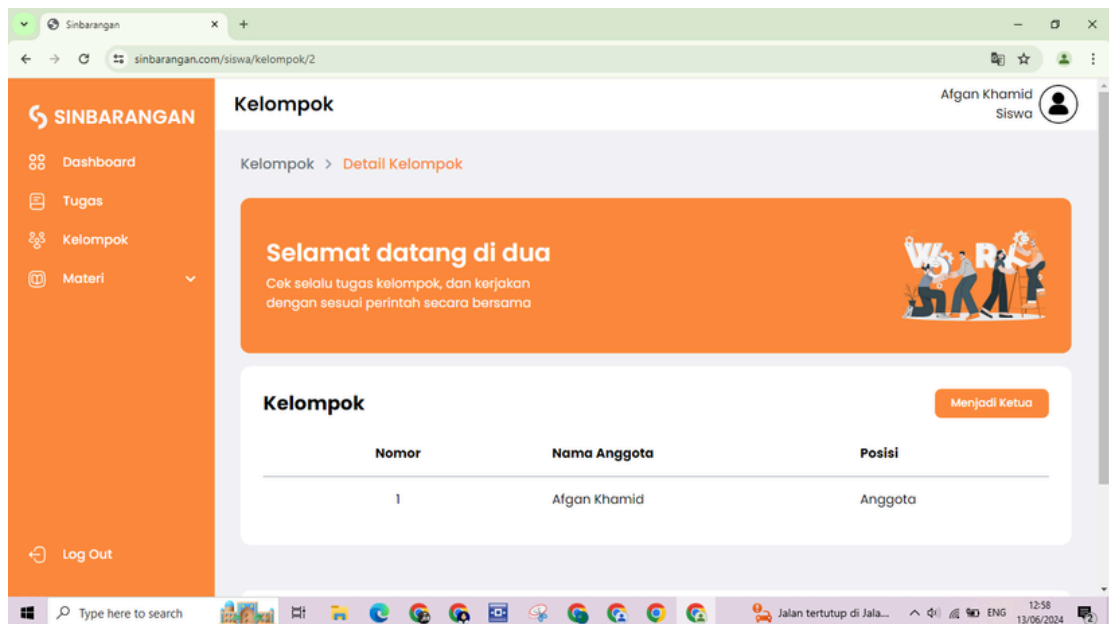 Sinbarangan
sinbarangan.com/siswa/kelompok/2
SINBARANGAN
Dashboard
Tugas
Kelompok
Materi
Log Out
Kelompok
Afgan Khamid
Siswa
Kelompok > Detail Kelompok
Selamat datang di dua
Cek selalu tugas kelompok, dan kerjakan
dengan sesuai perintah secara bersama
WORK
Kelompok
Menjadi Ketua
Nomor Nama Anggota Posisi
1 Afgan Khamid Anggota
Type here to search
Jalan tertutup di Jala...
ENG
12:58
13/06/2024
2